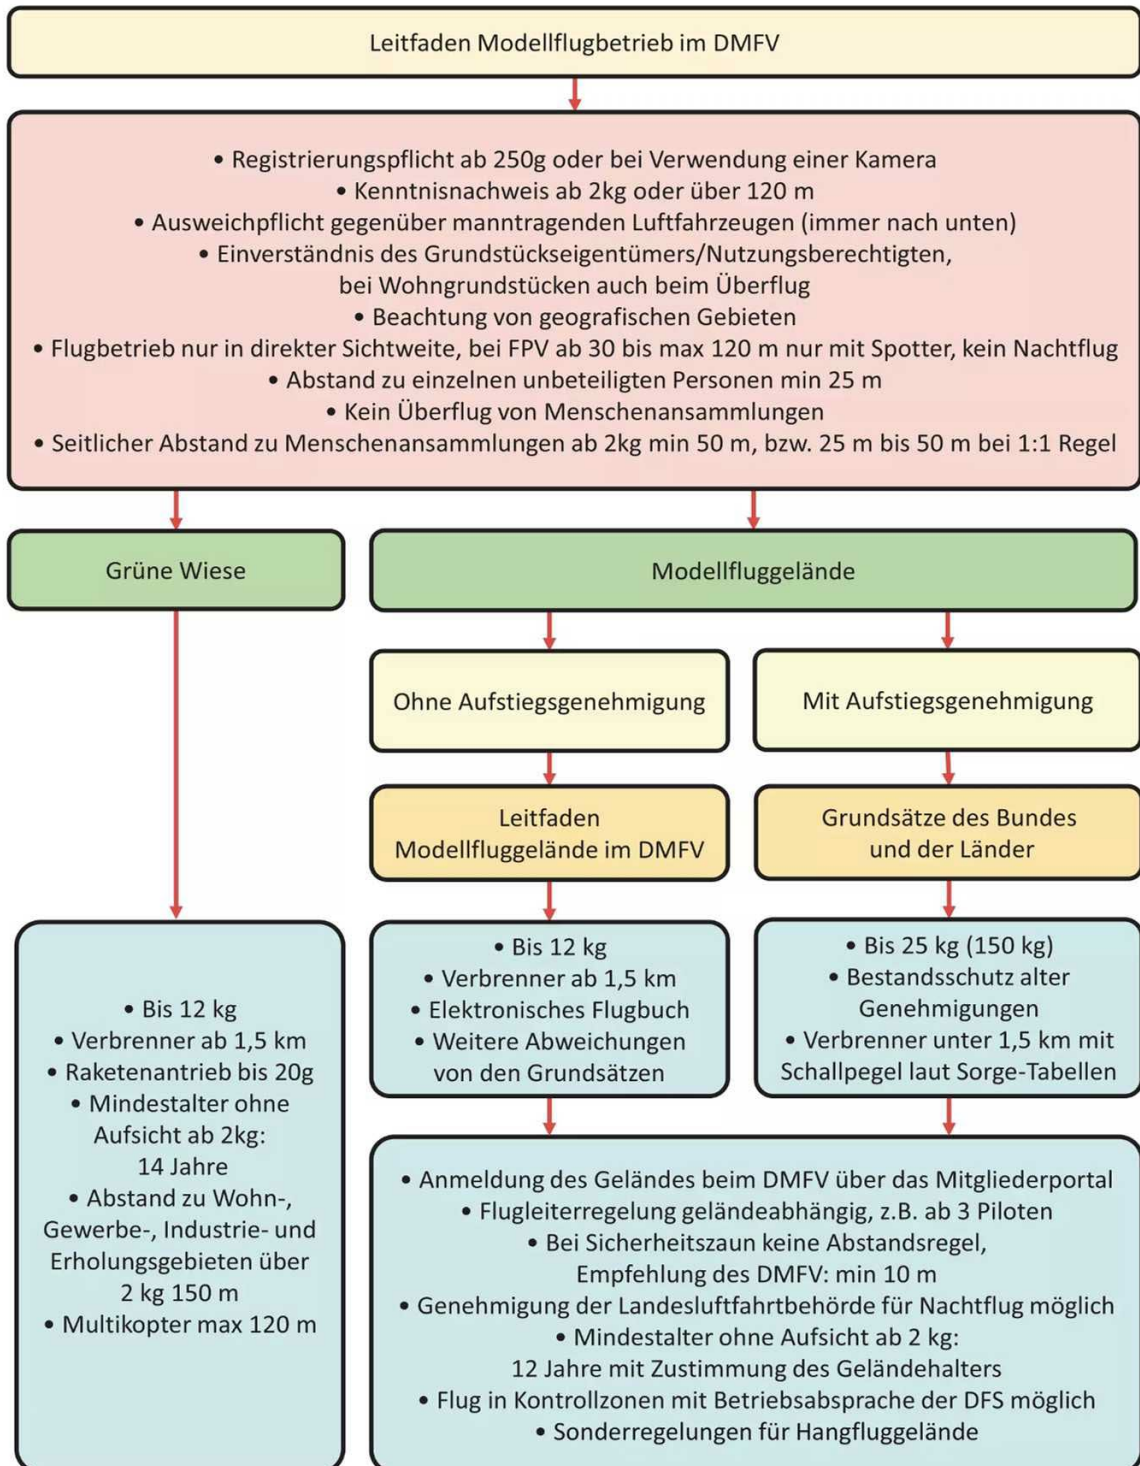 Leitfaden Modellflugbetrieb im DMFV
• Registrierungspflicht ab 250g oder bei Verwendung einer Kamera
• Kenntnisnachweis ab 2kg oder über 120 m
• Ausweichpflicht gegenüber manntragenden Luftfahrzeugen (immer nach unten)
• Einverständnis des Grundstückseigentümers/Nutzungsberechtigten,
bei Wohngrundstücken auch beim Überflug
• Beachtung von geografischen Gebieten
• Flugbetrieb nur in direkter Sichtweite, bei FPV ab 30 bis max 120 m nur mit Spotter, kein Nachtflug
• Abstand zu einzelnen unbeteiligten Personen min 25 m
• Kein Überflug von Menschenansammlungen
• Seitlicher Abstand zu Menschenansammlungen ab 2kg min 50 m, bzw. 25 m bis 50 m bei 1:1 Regel
Grüne Wiese
• Bis 12 kg
• Verbrenner ab 1,5 km
• Raketenantrieb bis 20g
• Mindestalter ohne
Aufsicht ab 2kg:
14 Jahre
• Abstand zu Wohn-,
Gewerbe-, Industrie- und
Erholungsgebieten über
2 kg 150 m
• Multikopter max 120 m
Modellfluggelände
Ohne Aufstiegsgenehmigung
Leitfaden
Modellfluggelände im DMFV
• Bis 12 kg
• Verbrenner ab 1,5 km
• Elektronisches Flugbuch
• Weitere Abweichungen
von den Grundsätzen
Mit Aufstiegsgenehmigung
Grundsätze des Bundes
und der Länder
• Bis 25 kg (150 kg)
• Bestandsschutz alter
Genehmigungen
• Verbrenner unter 1,5 km mit
Schallpegel laut Sorge-Tabellen
• Anmeldung des Geländes beim DMFV über das Mitgliederportal
• Flugleiterregelung geländeabhängig, z.B. ab 3 Piloten
• Bei Sicherheitszaun keine Abstandsregel,
Empfehlung des DMFV: min 10 m
• Genehmigung der Landesluftfahrtbehörde für Nachtflug möglich
• Mindestalter ohne Aufsicht ab 2 kg:
12 Jahre mit Zustimmung des Geländehalters
• Flug in Kontrollzonen mit Betriebsabsprache der DFS möglich
• Sonderregelungen für Hangfluggelände